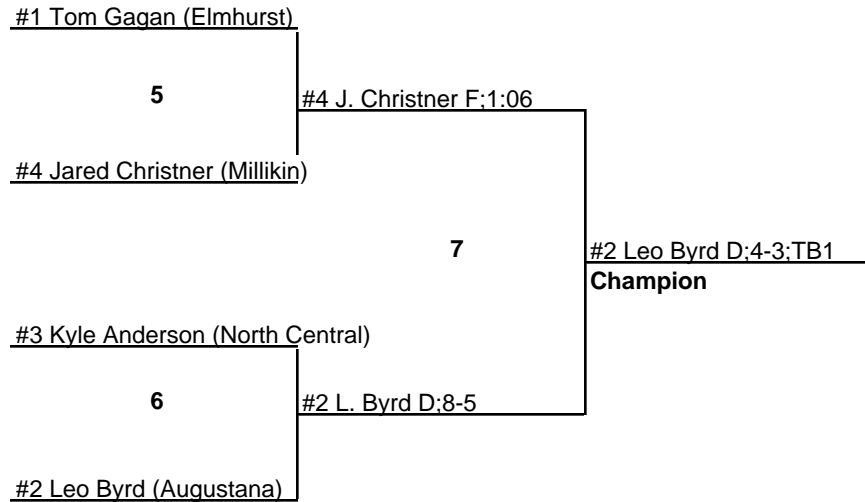 #1 Tom Gagan (Elmhurst)
5
#4 J. Christner F;1:06
#4 Jared Christner (Millikin)
7
#2 Leo Byrd D;4-3;TB1
Champion
#3 Kyle Anderson (North Central)
6
#2 L. Byrd D;8-5
#2 Leo Byrd (Augustana)